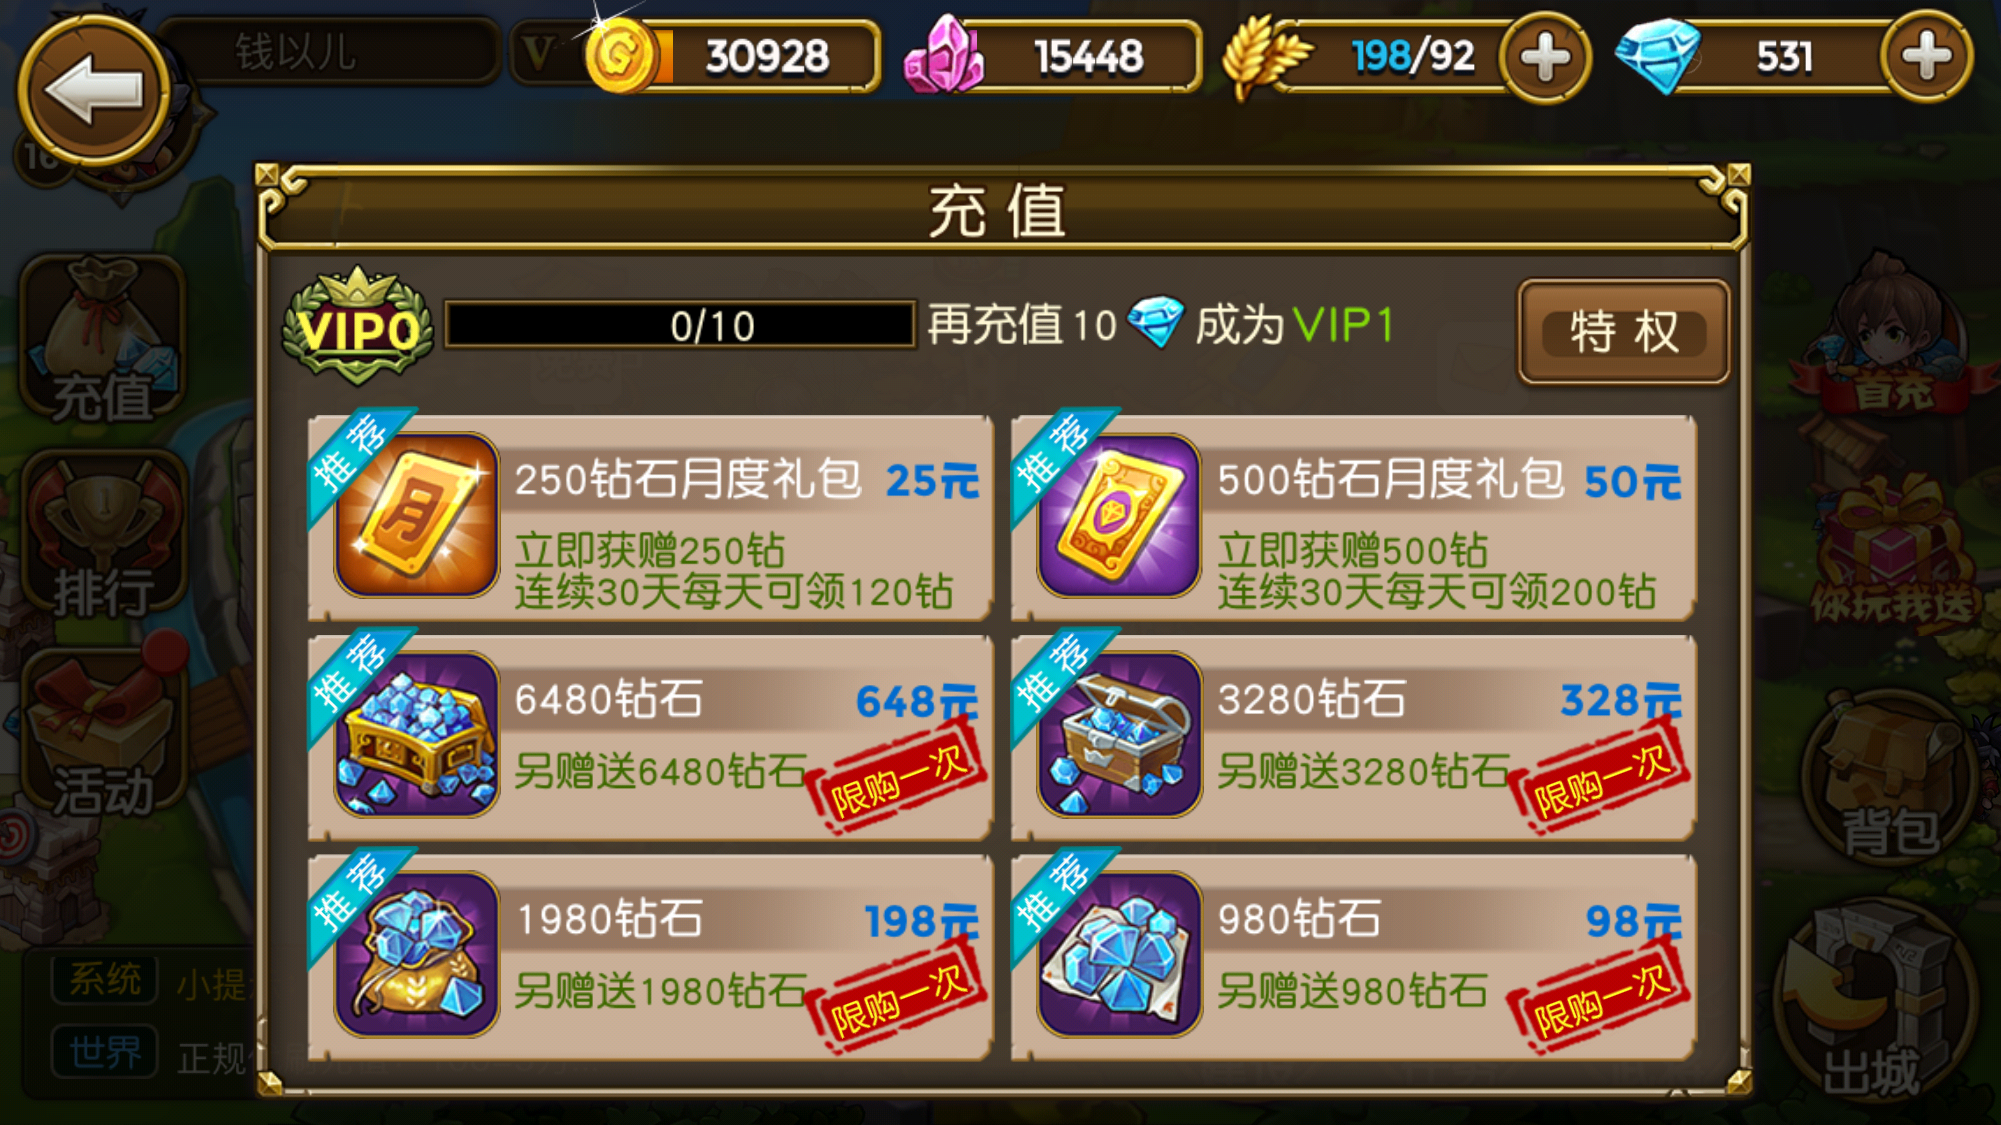 钱以儿
V
30928
15448
198/92
531
16
充值
VIP0
0/10
再充值10
成为VIP1
特权
充值
排行
活动
首充
你玩我送
背包
出城
推荐
250钻石月度礼包
25元
立即获赠250钻
连续30天每天可领120钻
推荐
500钻石月度礼包
50元
立即获赠500钻
连续30天每天可领200钻
推荐
6480钻石
648元
另赠送6480钻石
限购一次
推荐
3280钻石
328元
另赠送3280钻石
限购一次
推荐
1980钻石
198元
另赠送1980钻石
限购一次
推荐
980钻石
98元
另赠送980钻石
限购一次
系统
小提
世界
正规